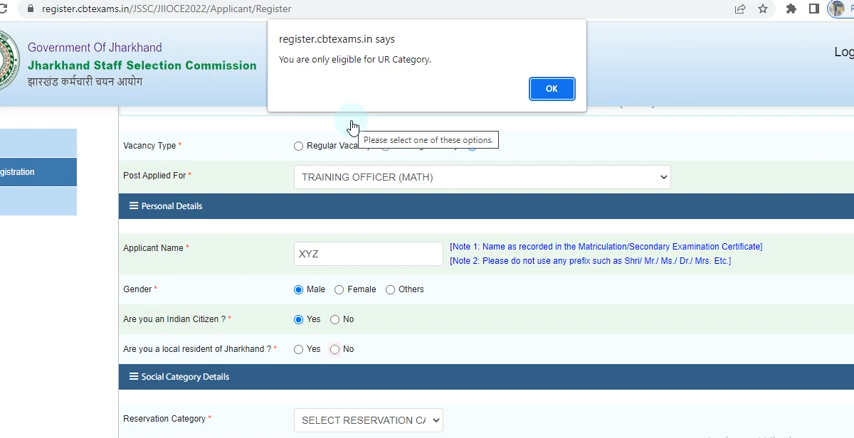 register.cbtexams.in/JSSC/JIIOCE2022/Applicant/Register
Government Of Jharkhand
Jharkhand Staff Selection Commission
झारखंड कर्मचारी चयन आयोग
register.cbtexams.in says
You are only eligible for UR Category.
OK
Log
Please select one of these options.
Vacancy Type *
Regular Vaca
gistration
Post Applied For *
TRAINING OFFICER (MATH)
Personal Details
Applicant Name *
XYZ
[Note 1: Name as recorded in the Matriculation/Secondary Examination Certificate]
[Note 2: Please do not use any prefix such as Shri/ Mr./ Ms./ Dr./ Mrs. Etc.]
Gender *
Male Female Others
Are you an Indian Citizen ? *
Yes No
Are you a local resident of Jharkhand ? *
Yes No
Social Category Details
Reservation Category *
SELECT RESERVATION CA